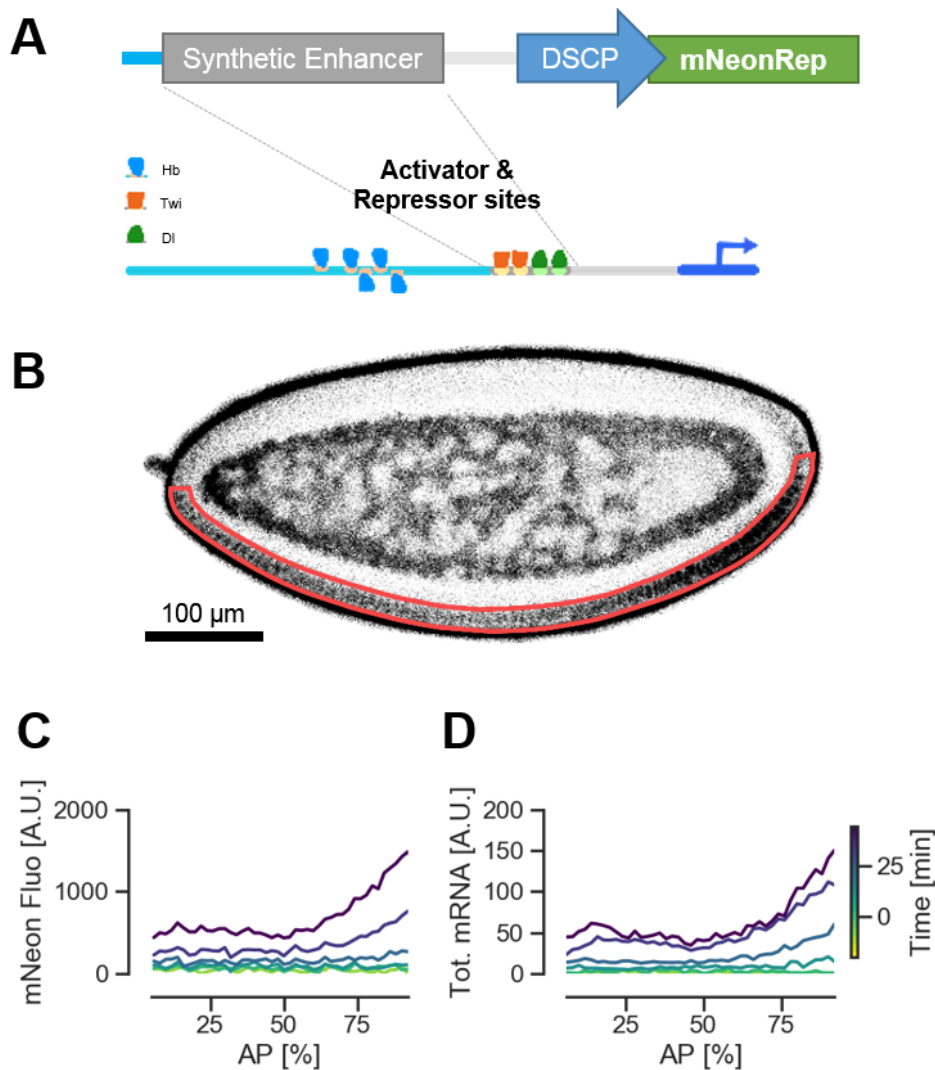 A
Synthetic Enhancer
DSCP
mNeonRep
Activator &
Repressor sites
Hb
Twi
Dl
B
100 µm
C
D
mNeon Fluo [A.U.]
2000
1000
0
25
50
75
AP [%]
Tot. mRNA [A.U.]
200
150
100
50
0
25
50
75
AP [%]
25
0
Time [min]